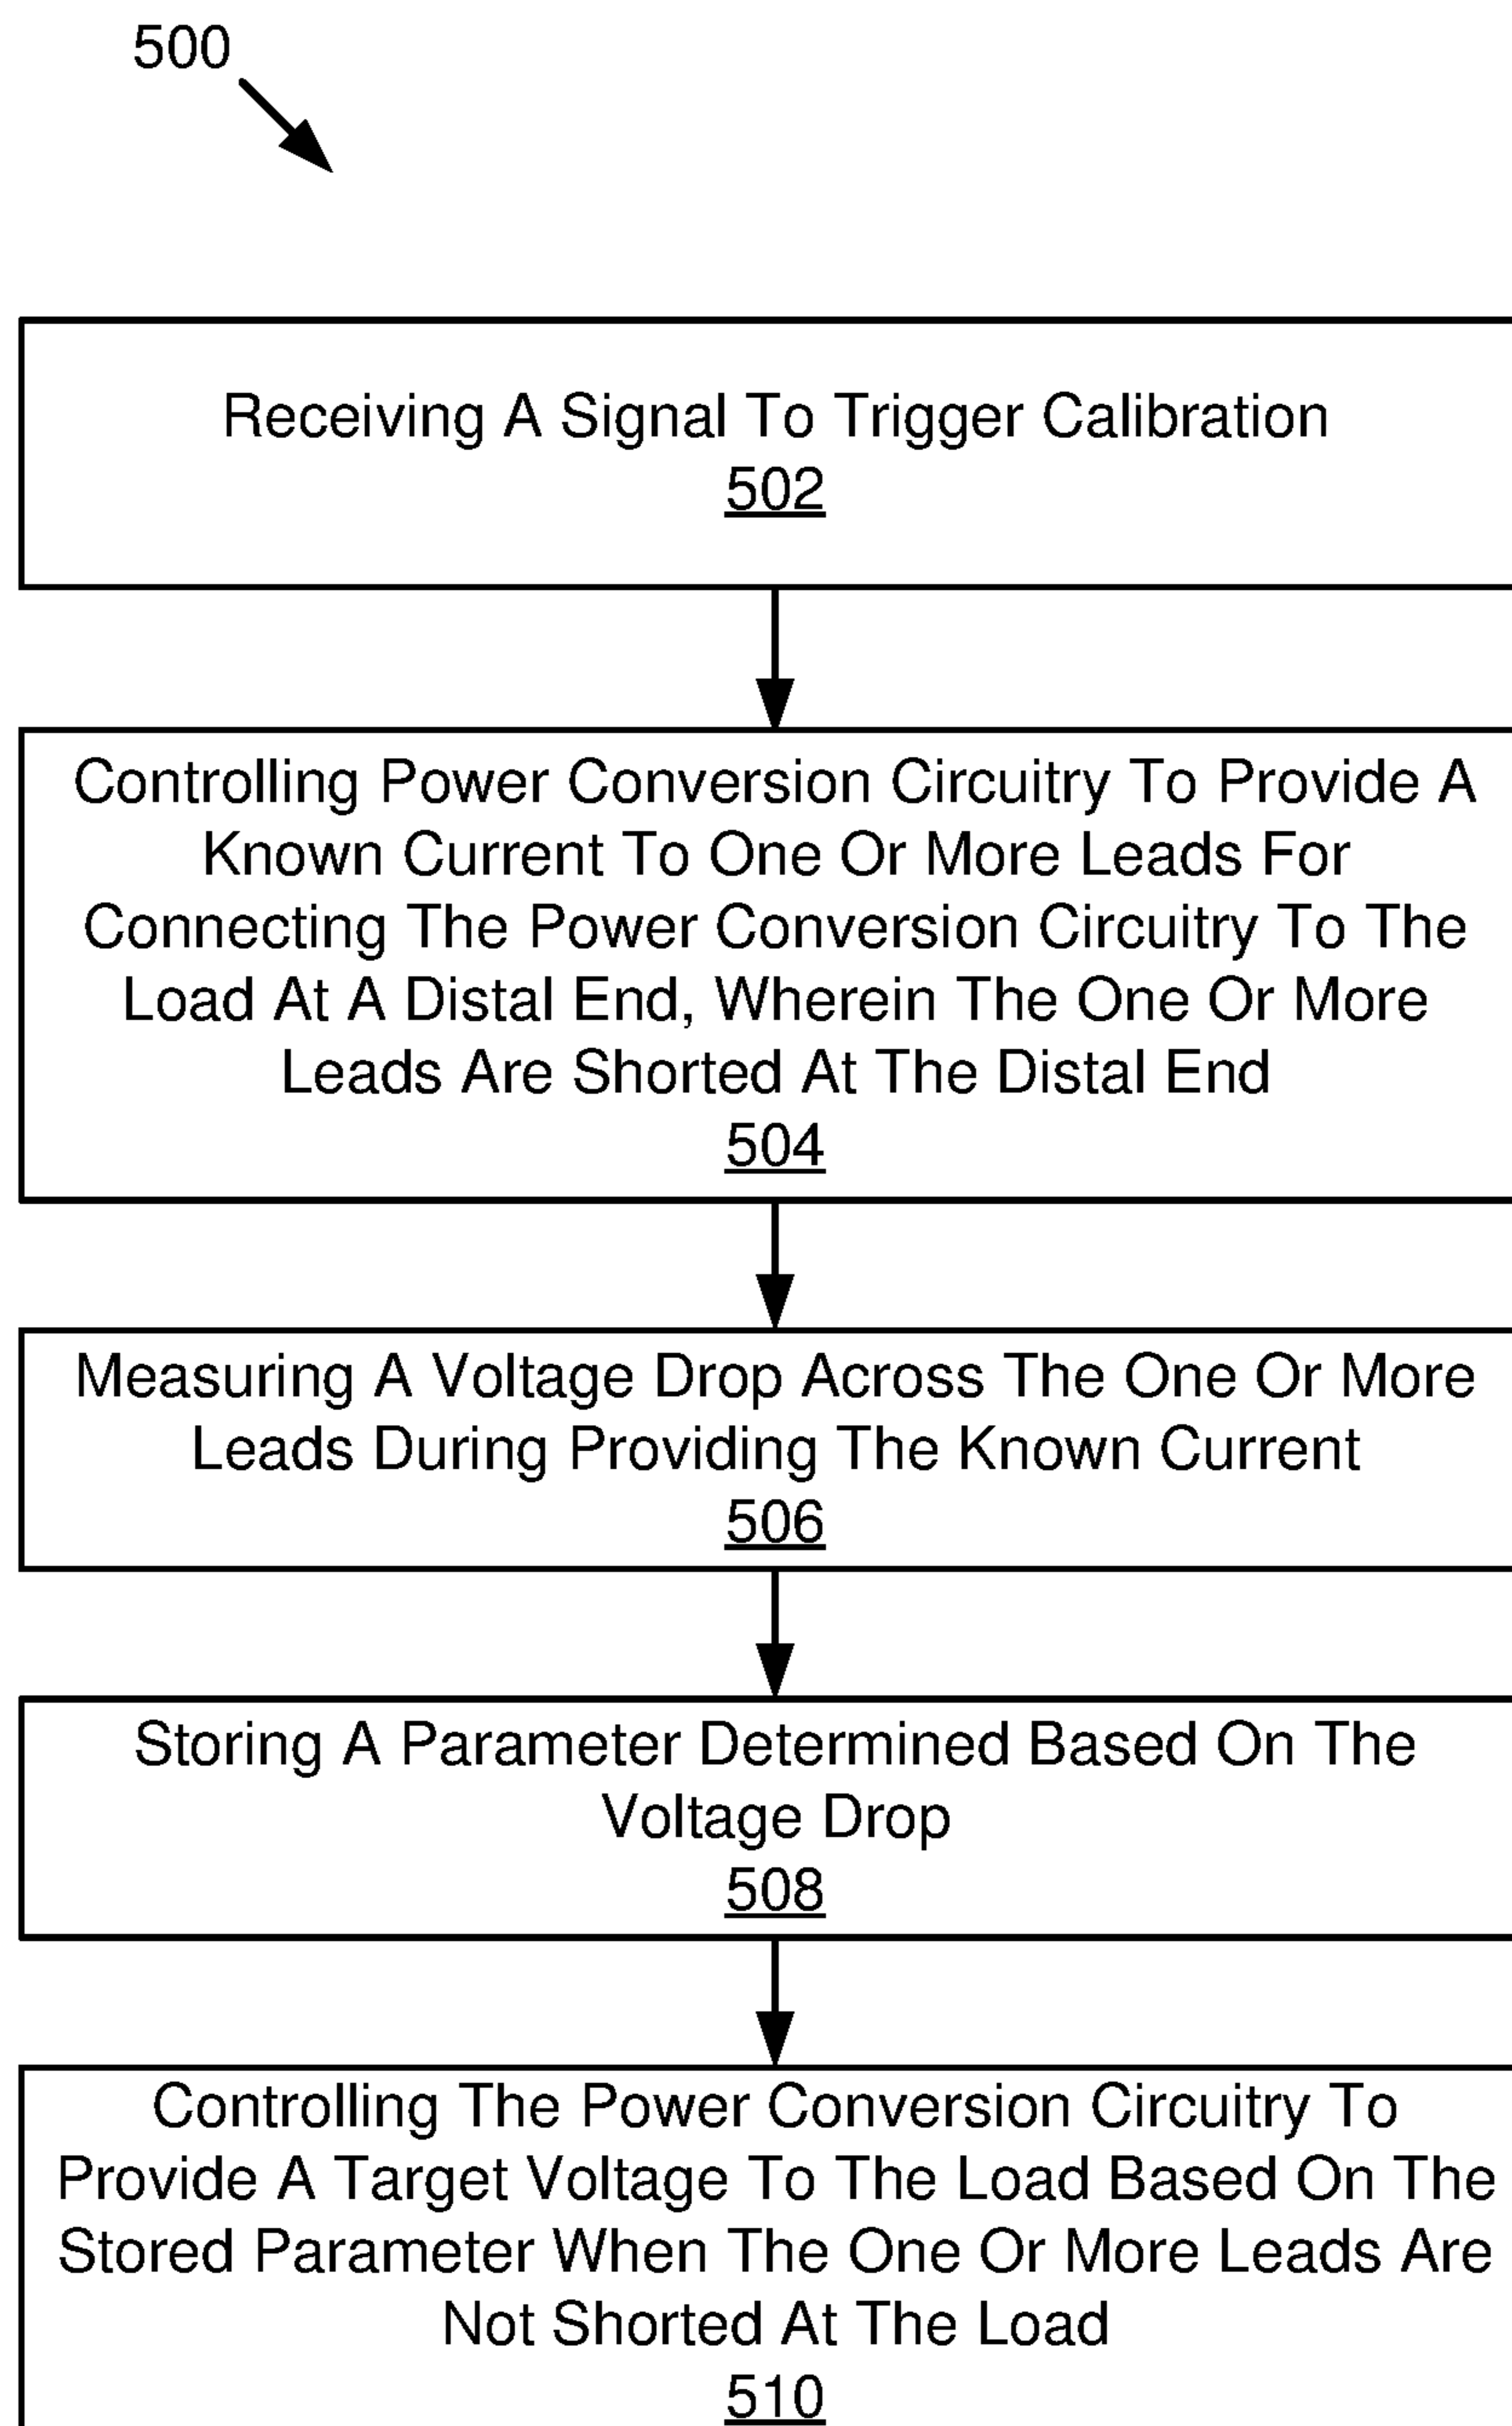 500
Receiving A Signal To Trigger Calibration
502
Controlling Power Conversion Circuitry To Provide A
Known Current To One Or More Leads For
Connecting The Power Conversion Circuitry To The
Load At A Distal End, Wherein The One Or More
Leads Are Shorted At The Distal End
504
Measuring A Voltage Drop Across The One Or More
Leads During Providing The Known Current
506
Storing A Parameter Determined Based On The
Voltage Drop
508
Controlling The Power Conversion Circuitry To
Provide A Target Voltage To The Load Based On The
Stored Parameter When The One Or More Leads Are
Not Shorted At The Load
510